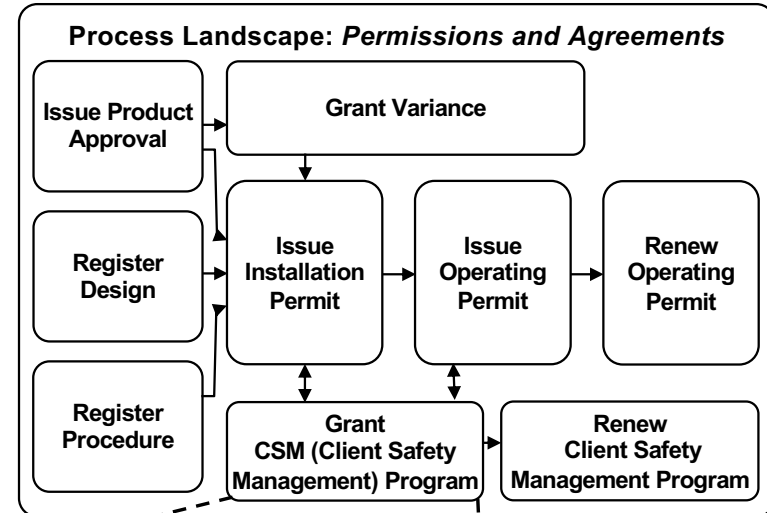 Process Landscape: Permissions and Agreements
Issue Product
Approval
Grant Variance
Register
Design
Issue
Installation
Permit
Issue
Operating
Permit
Renew
Operating
Permit
Register
Procedure
Grant
CSM (Client Safety
Management) Program
Renew
Client Safety
Management Program